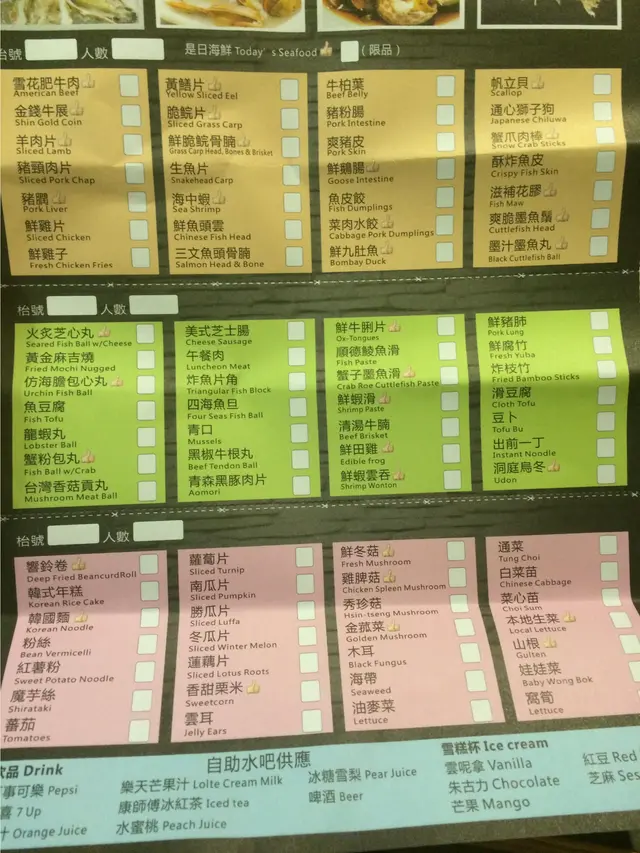 枱號 人數 是日海鮮 Today's Seafood (限品)
雪花肥牛肉
American Beef
金錢牛展
Shin Gold Coin
羊肉片
Sliced Lamb
豬頸肉片
Sliced Pork Chap
豬膶
Pork Liver
鮮雞片
Sliced Chicken
鮮雞子
Fresh Chicken Fries
黃鱔片
Sliced Yellow Eel
脆鯇片
Sliced Grass Carp
鮮脆鯇骨腩
Grass Carp Head, Bones & Brisket
生魚片
Snakehead Carp
海中蝦
Sea Shrimp
鮮魚頭雲
Chinese Fish Head
三文魚頭骨腩
Salmon Head & Bone
牛柏葉
Beef Belly
豬粉腸
Pork Intestine
爽豬皮
Pork Skin
鮮鵝腸
Goose Intestine
魚皮餃
Fish Dumplings
菜肉水餃
Cabbage Pork Dumplings
鮮九肚魚
Bombay Duck
帆立貝
Scallop
通心獅子狗
Japanese Chiluwa
蟹爪肉棒
Snow Crab Sticks
酥炸魚皮
Crispy Fish Skin
滋補花膠
Fish Maw
爽脆墨魚鬚
Cuttlefish Head
墨汁墨魚丸
Black Cuttlefish Ball
枱號 人數
火炙芝心丸
Seared Fish Ball w/Cheese
黃金麻吉燒
Fried Mochi Nugged
仿海膽包心丸
Urchin Fish Ball
魚豆腐
Fish Tofu
龍蝦丸
Lobster Ball
蟹粉包丸
Fish Ball w/Crab
台灣香菇貢丸
Mushroom Meat Ball
美式芝士腸
Cheese Sausage
午餐肉
Luncheon Meat
炸魚片角
Triangular Fish Block
四海魚旦
Four Seas Fish Ball
青口
Mussels
黑椒牛根丸
Beef Tendon Ball
青森黑豚肉片
Aomori
鮮牛脷片
Ox-Tongues
順德鯪魚滑
Fish Paste
蟹子墨魚滑
Crab Roe Cuttlefish Paste
鮮蝦滑
Shrimp Paste
清湯牛腩
Beef Brisket
鮮田雞
Edible frog
鮮蝦雲吞
Shrimp Wonton
鮮豬肺
Pork Lung
鮮腐竹
Fresh Yuba
炸枝竹
Fried Bamboo Sticks
滑豆腐
Cloth Tofu
豆卜
Tofu Bu
出前一丁
Instant Noodle
洞庭烏冬
Udon
枱號 人數
響鈴卷
Deep Fried BeancurdRoll
韓式年糕
Korean Rice Cake
韓國麵
Korean Noodle
粉絲
Bean Vermicelli
紅薯粉
Sweet Potato Noodle
魔芋絲
Shirataki
蕃茄
Tomatoes
蘿蔔片
Sliced Turnip
南瓜片
Sliced Pumpkin
勝瓜片
Sliced Luffa
冬瓜片
Sliced Winter Melon
蓮藕片
Sliced Lotus Roots
香甜粟米
Sweetcorn
雲耳
Jelly Ears
鮮冬菇
Fresh Mushroom
雞脾菇
Chicken Spleen Mushroom
秀珍菇
Hsin-tseng Mushroom
金菰菜
Golden Mushroom
木耳
Black Fungus
海帶
Seaweed
油麥菜
Lettuce
通菜
Tung Choi
白菜苗
Chinese Cabbage
菜心苗
Choi Sum
本地生菜
Local Lettuce
山根
Gulten
娃娃菜
Baby Wong Bok
窩筍
Lettuce
飲品 Drink 自助水吧供應
事可樂 Pepsi
喜 7 Up
汁 Orange Juice
樂天芒果汁 Lolte Cream Milk
康師傅冰紅茶 Iced tea
水蜜桃 Peach Juice
冰糖雪梨 Pear Juice
啤酒 Beer
雪糕杯 Ice cream
雲呢拿 Vanilla
朱古力 Chocolate
芒果 Mango
紅豆 Red
芝麻 Ses